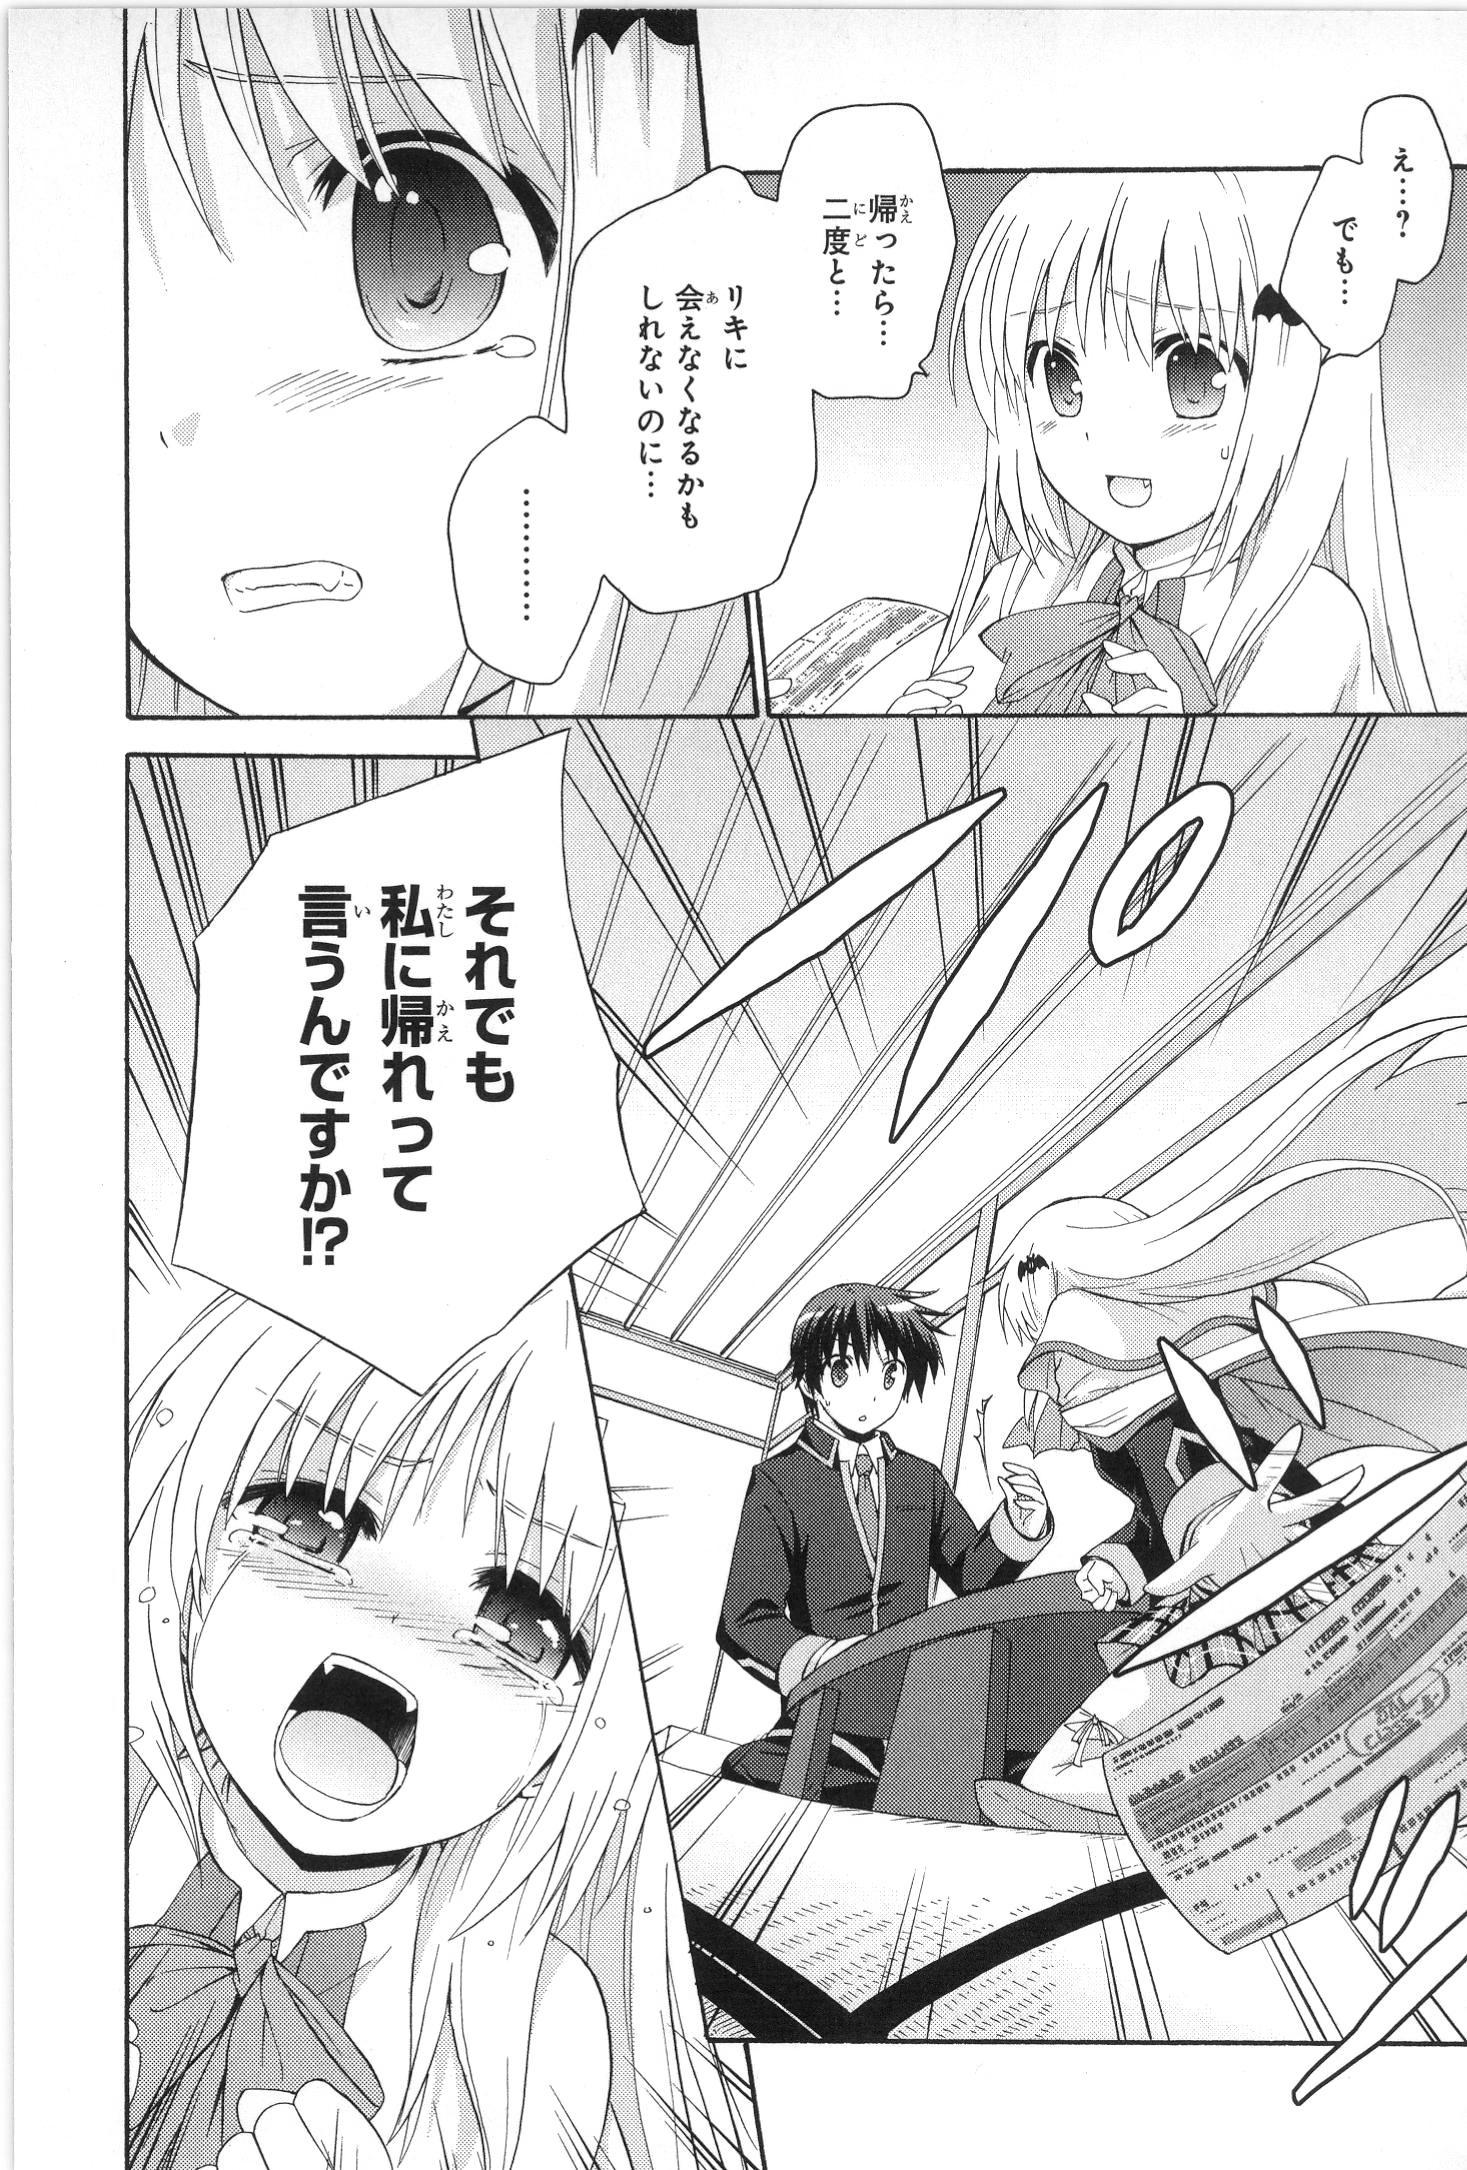 え…?
でも…
帰ったら…
二度と…
リキに
会えなくなるかも
しれないのに…
…………
バン
それでも
私に帰れって
言うんですか!?